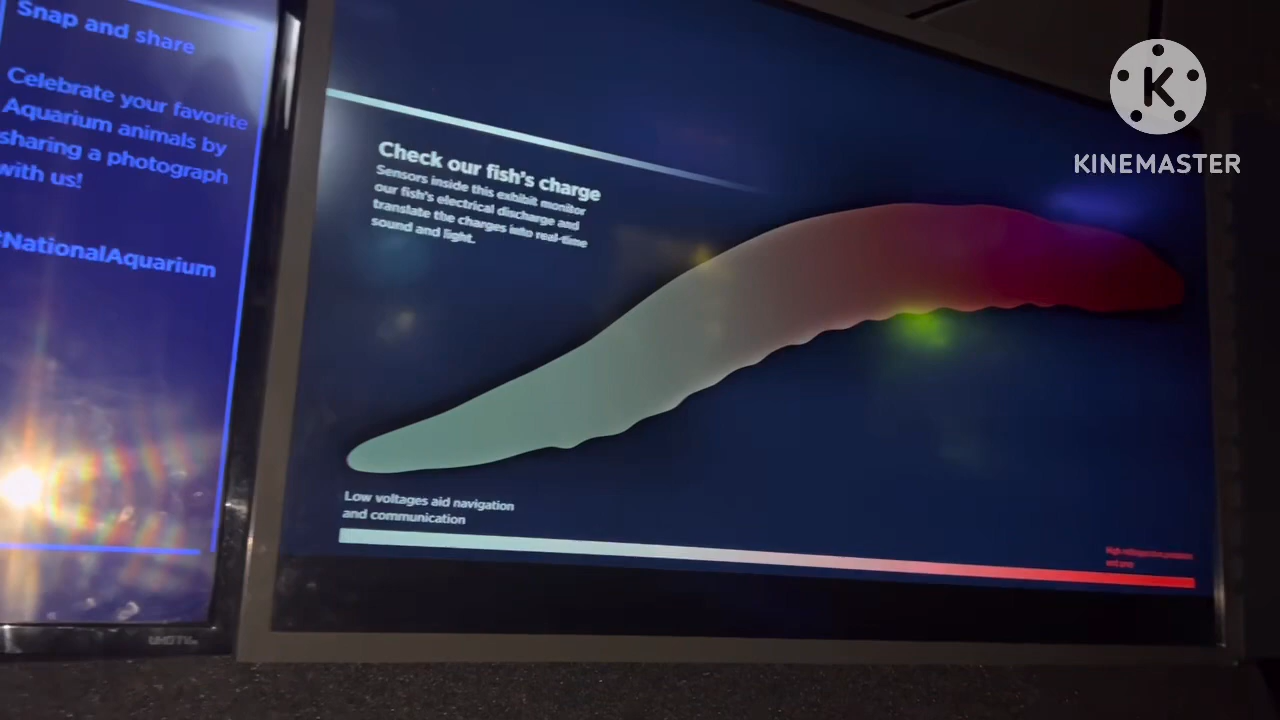 Snap and share
Celebrate your favorite
Aquarium animals by
sharing a photograph
with us!
#NationalAquarium
Check our fish's charge
Sensors inside this exhibit monitor
our fish's electrical discharge and
translate the charges into real-time
sound and light.
Low voltages aid navigation
and communication
K
KINEMASTER